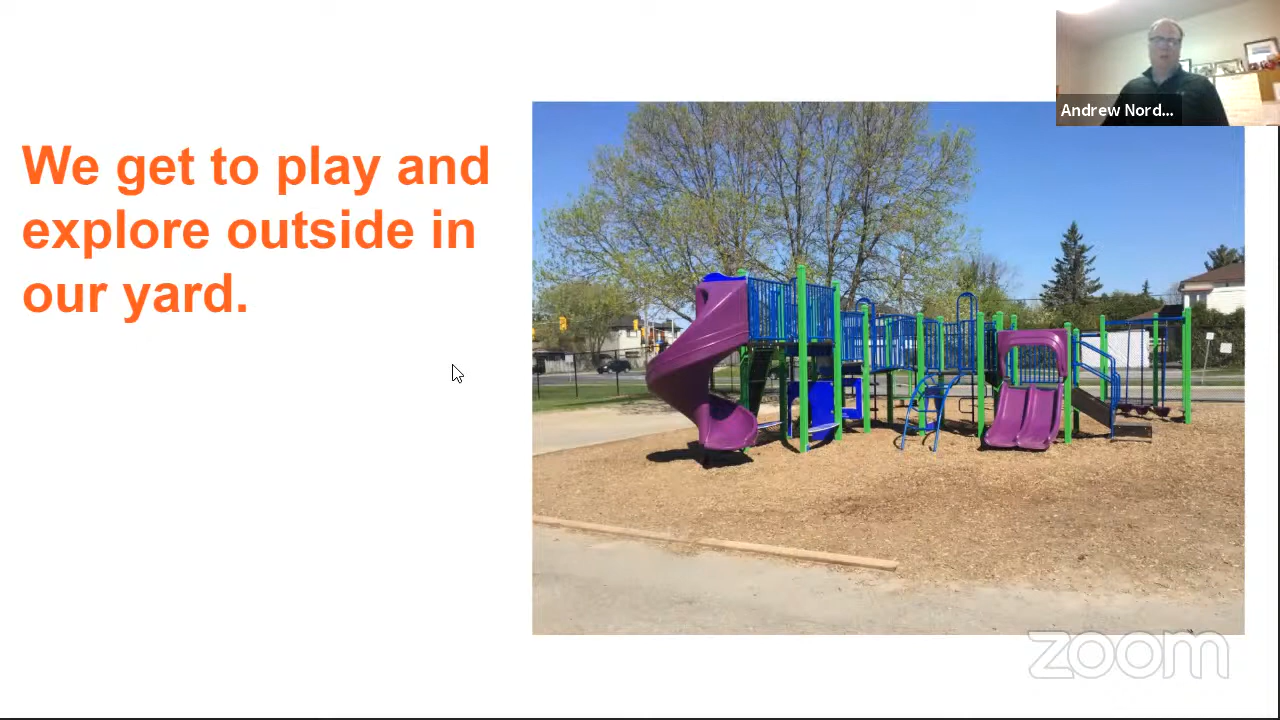 We get to play and
explore outside in
our yard.
Andrew Nord...
zoom